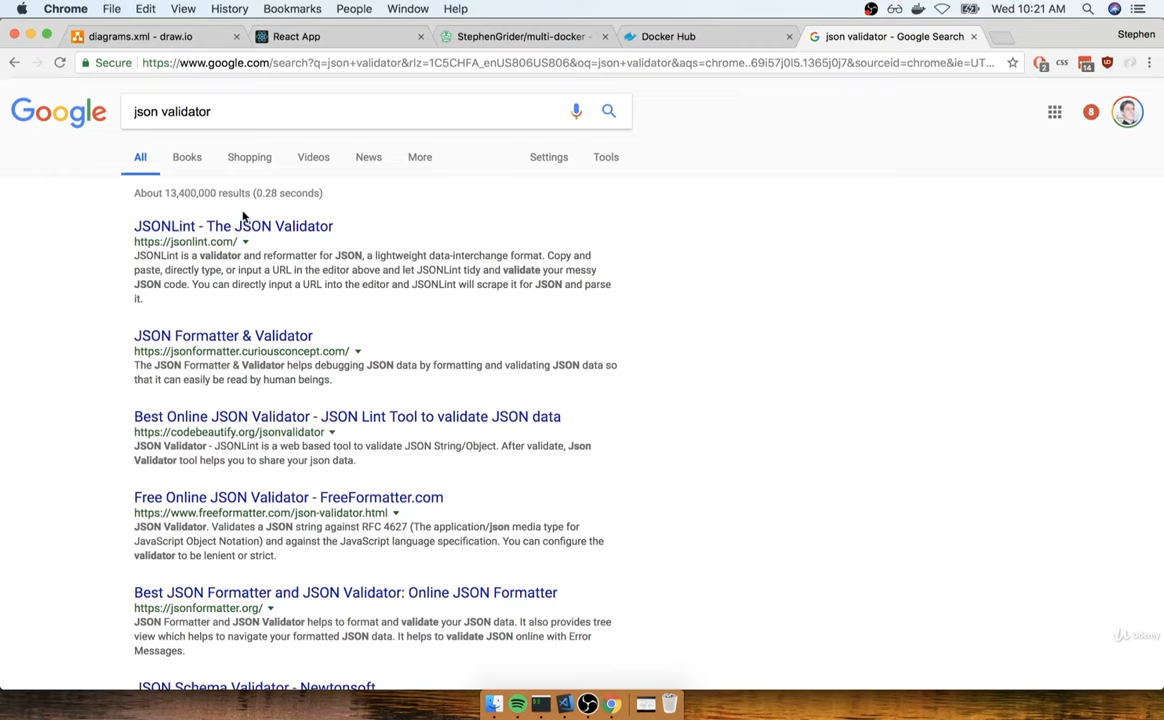 Chrome File Edit View History Bookmarks People Window Help Wed 10:21 AM
diagrams.xml - draw.io × React App × StephenGrider/multi-docker - × Docker Hub × json validator - Google Search × Stephen
Secure https://www.google.com/search?q=json+validator&rlz=1C5CHFA_enUS806US806&oq=json+validator&aqs=chrome..69i57j0l5.1365j0j7&sourceid=chrome&ie=UT... 2 CSS 14
Google json validator 8
All Books Shopping Videos News More Settings Tools
About 13,400,000 results (0.28 seconds)
JSONLint - The JSON Validator
https://jsonlint.com/
JSONLint is a validator and reformatter for JSON, a lightweight data-interchange format. Copy and
paste, directly type, or input a URL in the editor above and let JSONLint tidy and validate your messy
JSON code. You can directly input a URL into the editor and JSONLint will scrape it for JSON and parse
it.
JSON Formatter & Validator
https://jsonformatter.curiousconcept.com/
The JSON Formatter & Validator helps debugging JSON data by formatting and validating JSON data so
that it can easily be read by human beings.
Best Online JSON Validator - JSON Lint Tool to validate JSON data
https://codebeautify.org/jsonvalidator
JSON Validator - JSONLint is a web based tool to validate JSON String/Object. After validate, Json
Validator tool helps you to share your json data.
Free Online JSON Validator - FreeFormatter.com
https://www.freeformatter.com/json-validator.html
JSON Validator. Validates a JSON string against RFC 4627 (The application/json media type for
JavaScript Object Notation) and against the JavaScript language specification. You can configure the
validator to be lenient or strict.
Best JSON Formatter and JSON Validator: Online JSON Formatter
https://jsonformatter.org/
JSON Formatter and JSON Validator helps to format and validate your JSON data. It also provides tree
view which helps to navigate your formatted JSON data. It helps to validate JSON online with Error
Messages.
Udemy
JSON Schema Validator - Newtonsoft